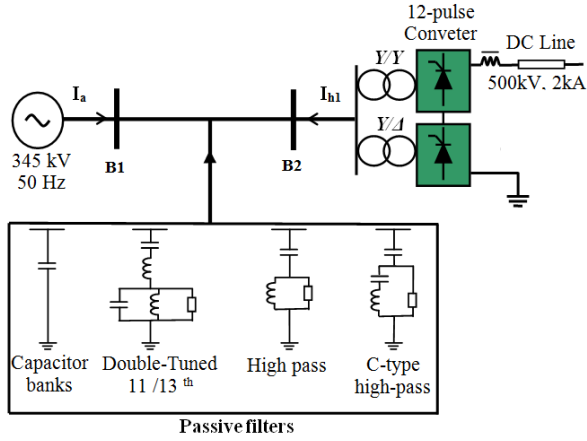 12-pulse
Conveter
DC Line
500kV, 2kA
Y/Y
Y/Δ
Ia
Ih1
B1
B2
345 kV
50 Hz
Capacitor
banks
Double-Tuned
11 /13 th
High pass
C-type
high-pass
Passive filters